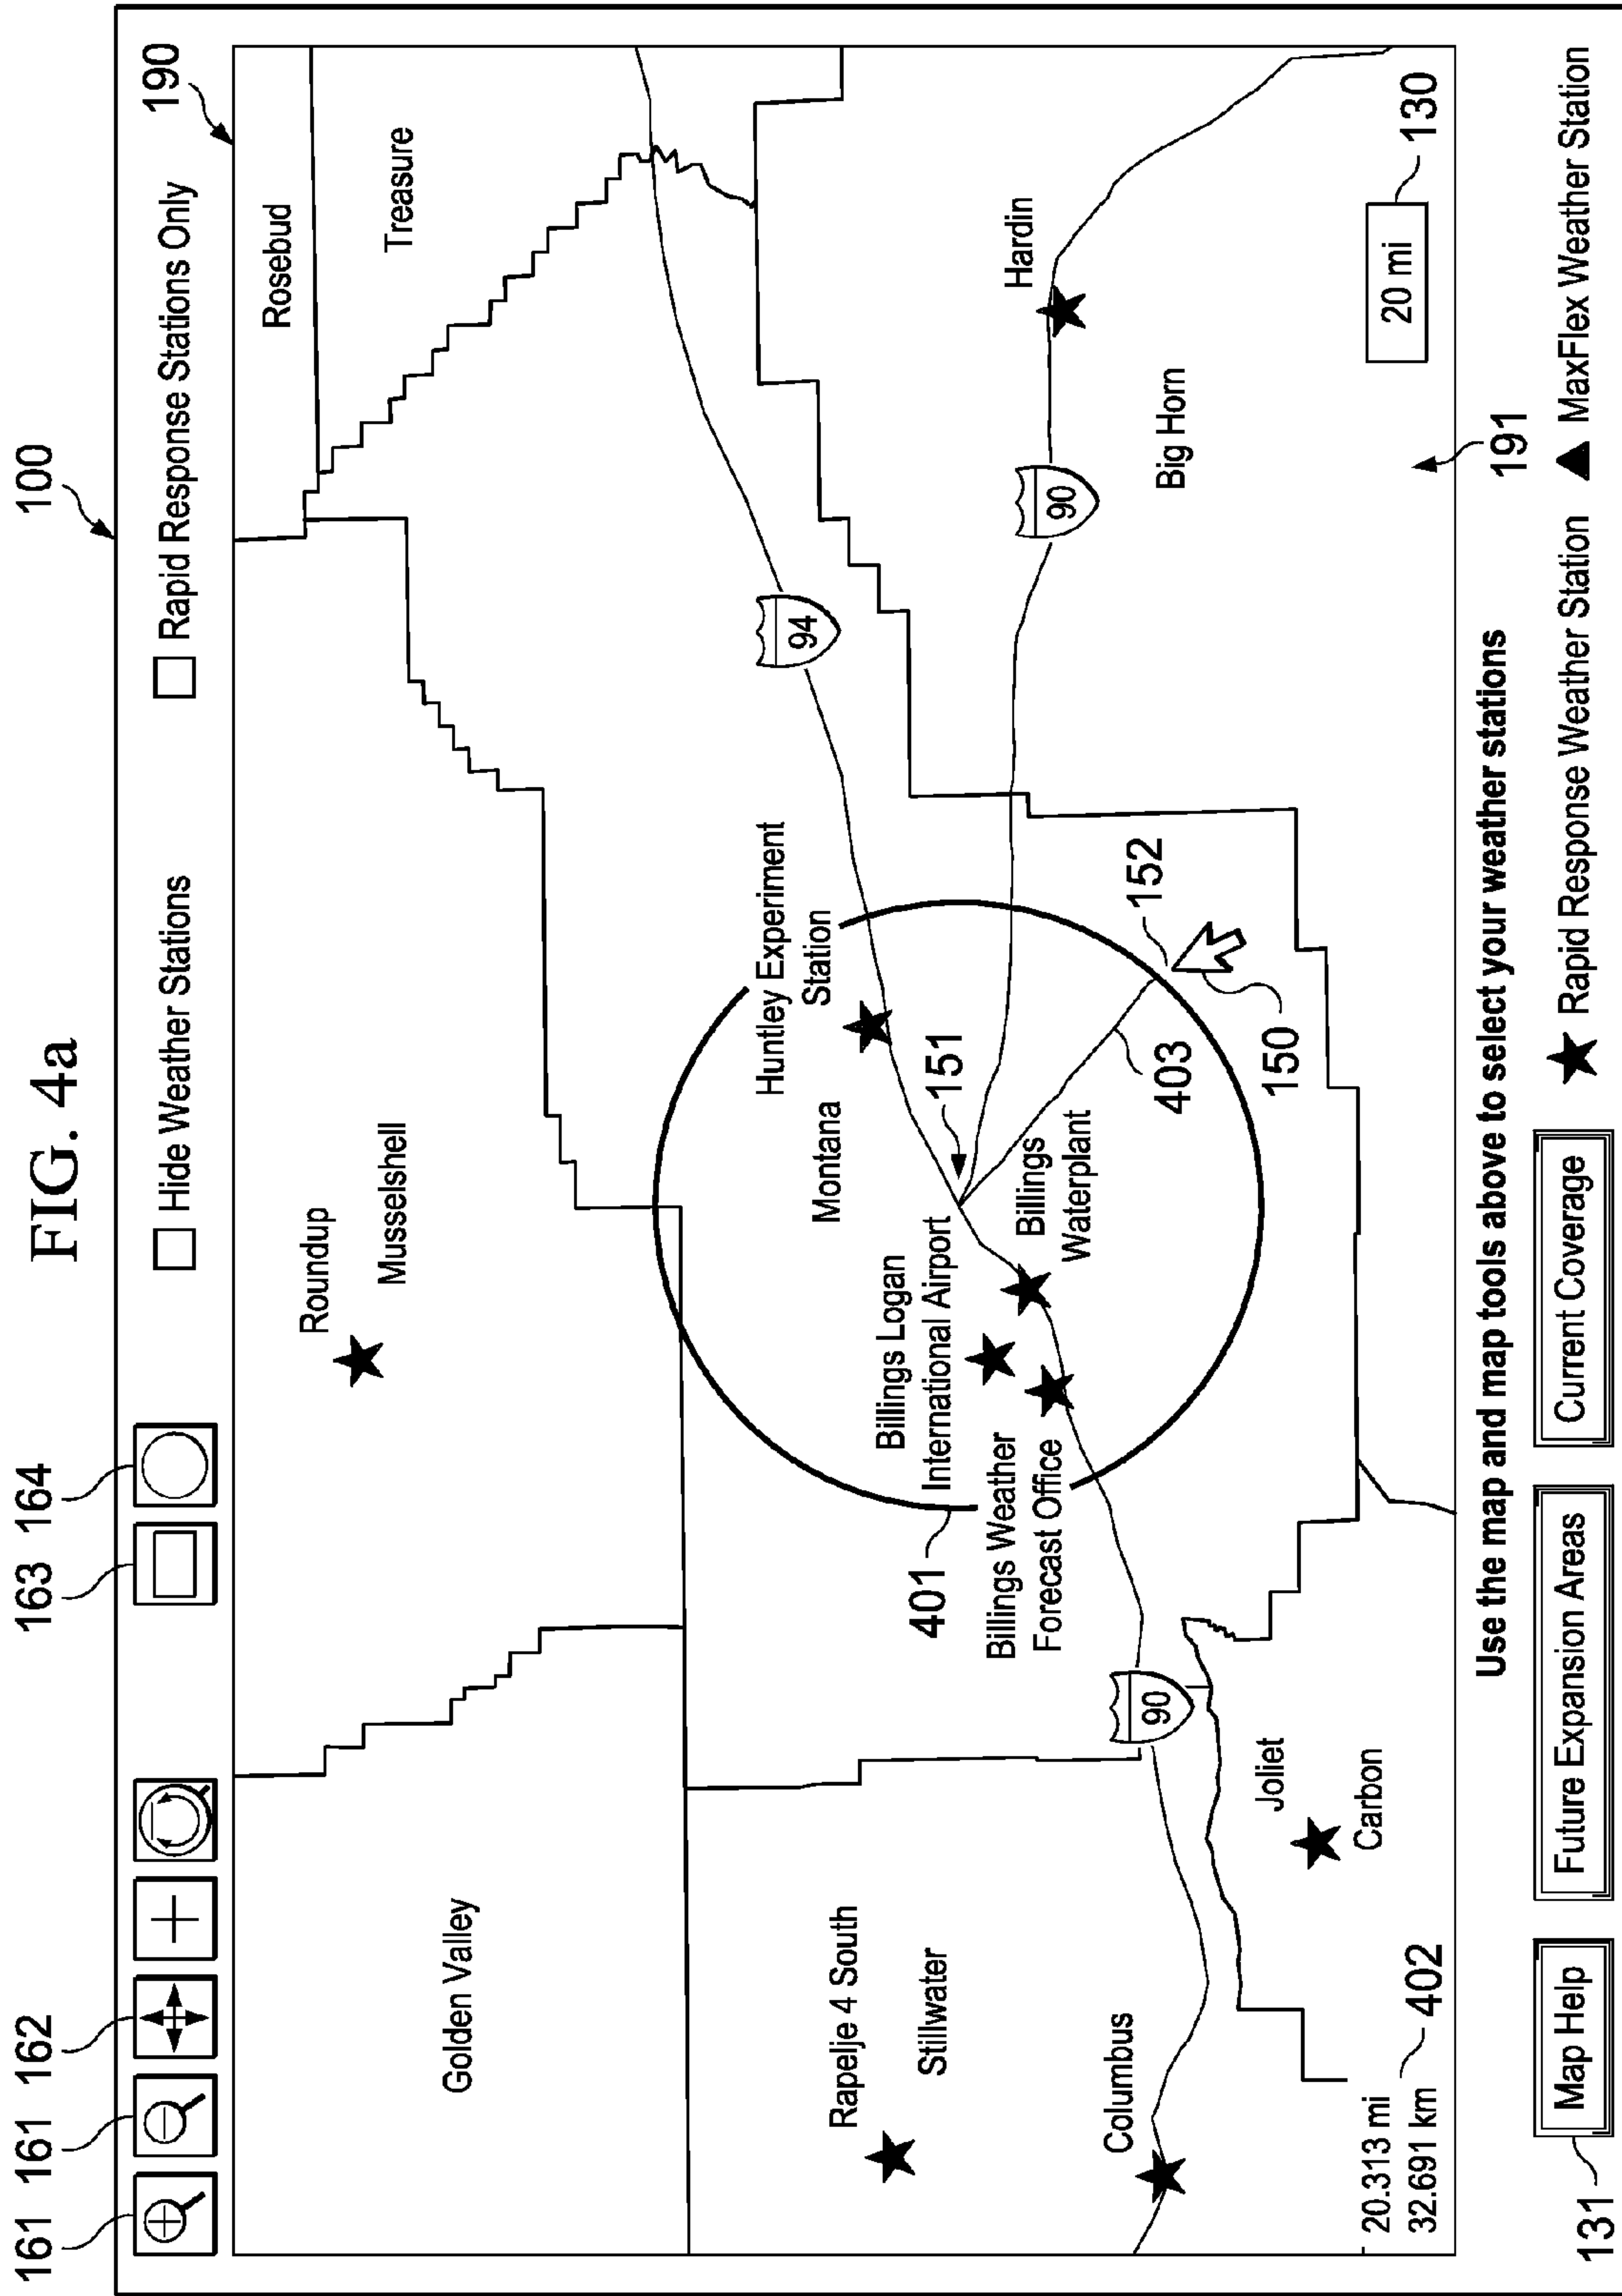 FIG. 4a
100
161
161
162
163
164
190
Hide Weather Stations
Rapid Response Stations Only
Rosebud
Treasure
Roundup
Musselshell
Golden Valley
Huntley Experiment
Station
94
Montana
Rapelje 4 South
Stillwater
Billings Logan
International Airport
151
401
Billings Weather
Forecast Office
Billings
Waterplant
152
403
150
90
Hardin
Big Horn
Columbus
90
Joliet
Carbon
20.313 mi
32.691 km
402
20 mi
130
191
Use the map and map tools above to select your weather stations
131
Map Help
Future Expansion Areas
Current Coverage
Rapid Response Weather Station
MaxFlex Weather Station